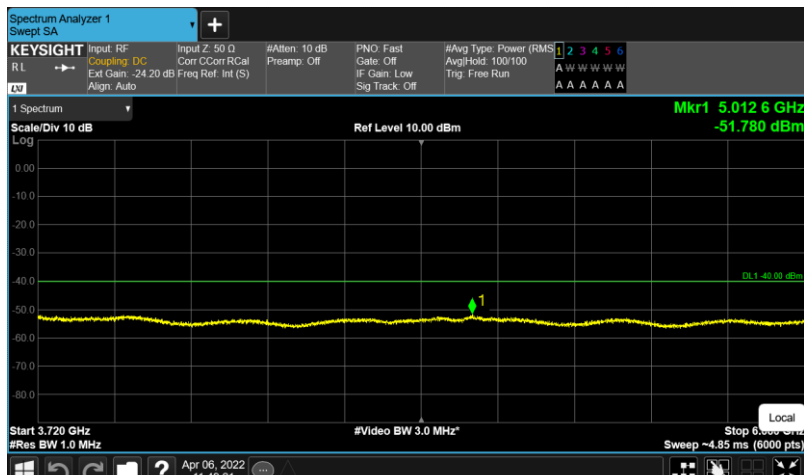 Spectrum Analyzer 1
Swept SA
KEYSIGHT
RL
LXI
Input: RF
Coupling: DC
Ext Gain: -24.20 dB
Align: Auto
Input Z: 50 Ω
Corr CCorr RCal
Freq Ref: Int (S)
#Atten: 10 dB
Preamp: Off
PNO: Fast
Gate: Off
IF Gain: Low
Sig Track: Off
#Avg Type: Power (RMS
Avg|Hold: 100/100
Trig: Free Run
1 2 3 4 5 6
A W W W W W
A A A A A A
1 Spectrum
Mkr1 5.012 6 GHz
-51.780 dBm
Scale/Div 10 dB
Ref Level 10.00 dBm
Log
0.00
-10.0
-20.0
-30.0
DL1 -40.00 dBm
-40.0
1
-50.0
-60.0
-70.0
-80.0
Local
Start 3.720 GHz
#Video BW 3.0 MHz*
Stop
#Res BW 1.0 MHz
Sweep ~4.85 ms (6000 pts)
?
Apr 06, 2022